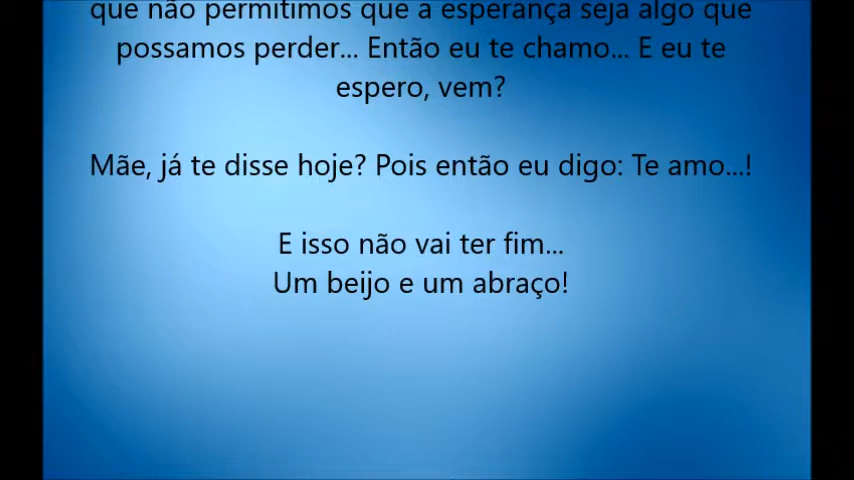 que não permitimos que a esperança seja algo que
possamos perder... Então eu te chamo... E eu te
espero, vem?
Mãe, já te disse hoje? Pois então eu digo: Te amo...!
E isso não vai ter fim...
Um beijo e um abraço!